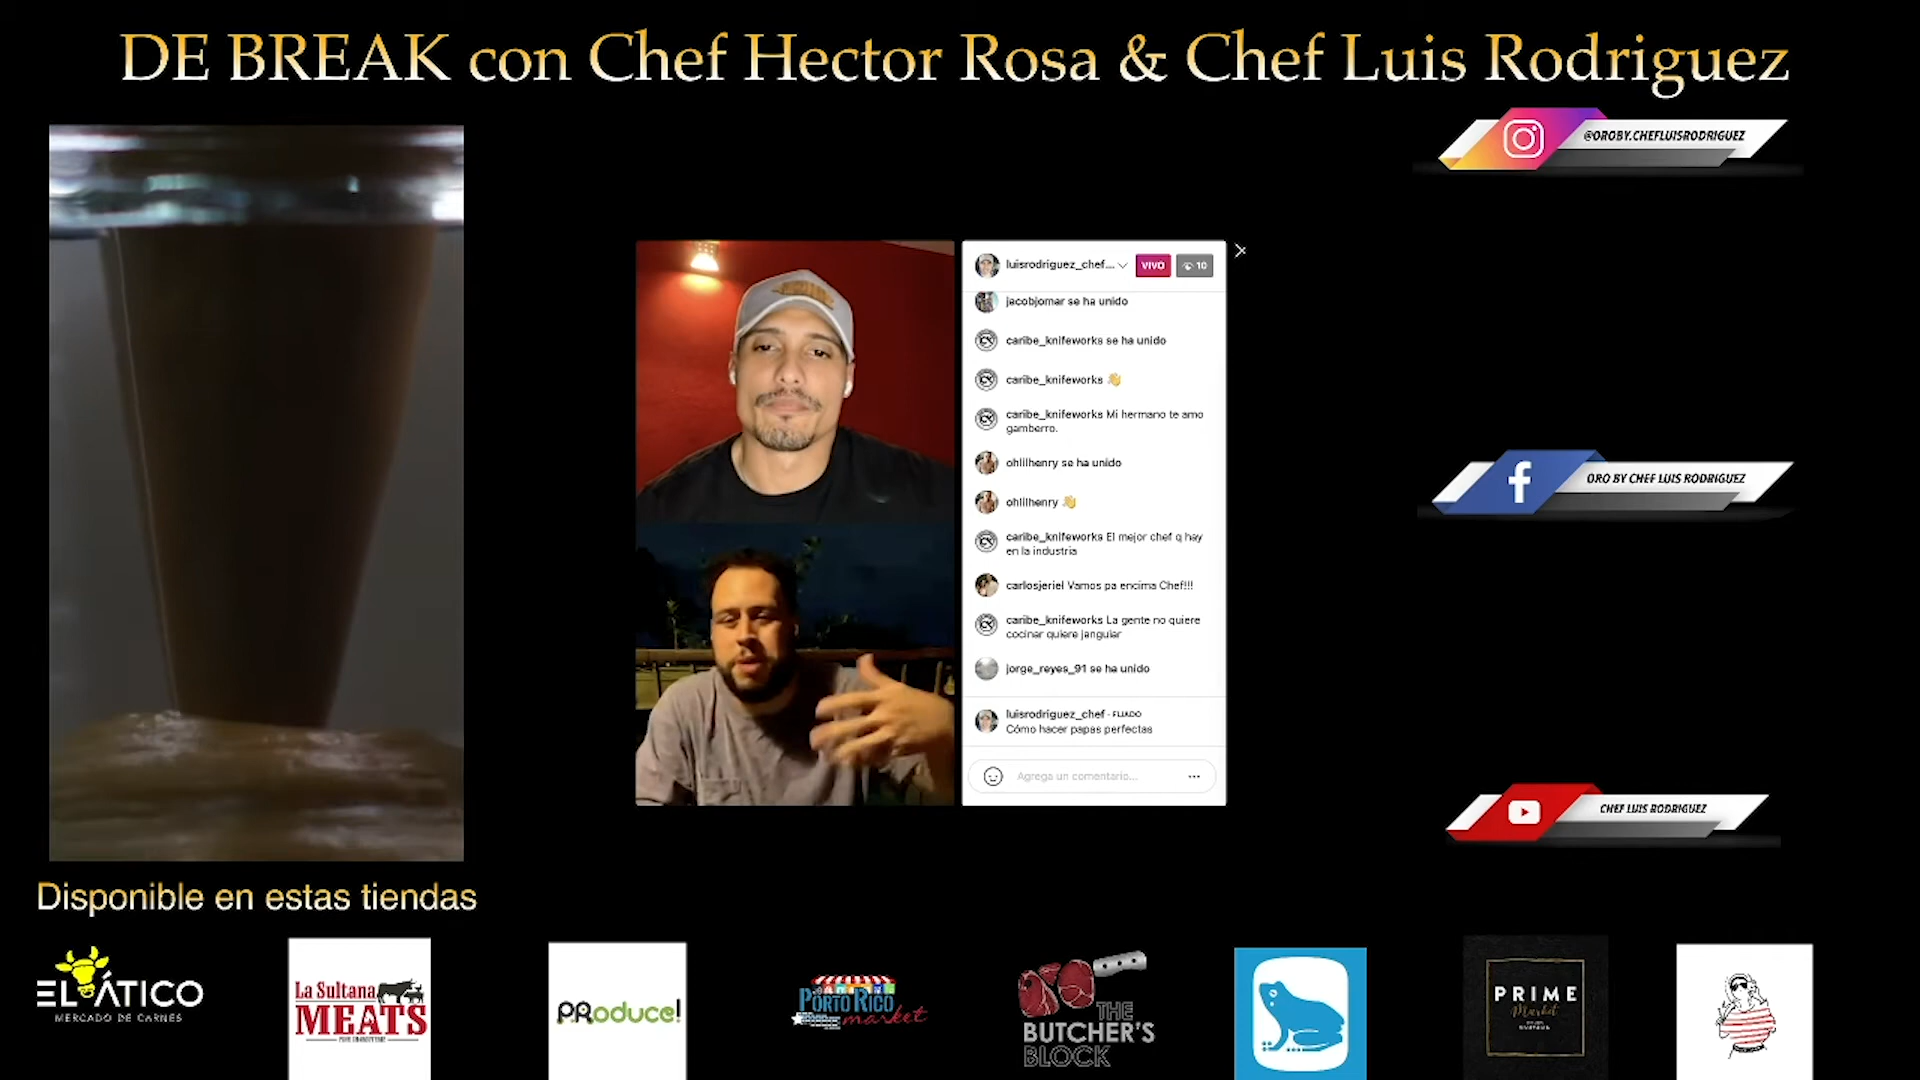 DE BREAK con Chef Hector Rosa & Chef Luis Rodriguez
@OROBY.CHEFLUISRODRIGUEZ
luisrodriguez_chef...
VIVO
10
jacobjomar se ha unido
caribe_knifeworks se ha unido
caribe_knifeworks 👋
caribe_knifeworks Mi hermano te amo
gamberro.
ohlilhenry se ha unido
ohlilhenry 👋
caribe_knifeworks El mejor chef q hay
en la industria
carlosjeriel Vamos pa encima Chef!!!
caribe_knifeworks La gente no quiere
cocinar quiere janguiar
jorge_reyes_91 se ha unido
luisrodriguez_chef · FIJADO
Cómo hacer papas perfectas
Agrega un comentario...
ORO BY CHEF LUIS RODRIGUEZ
CHEF LUIS RODRIGUEZ
Disponible en estas tiendas
EL ÁTICO
MERCADO DE CARNES
La Sultana
MEATS
PRoduce!
PORTO RICO
market
THE
BUTCHER'S
BLOCK
PRIME
Market